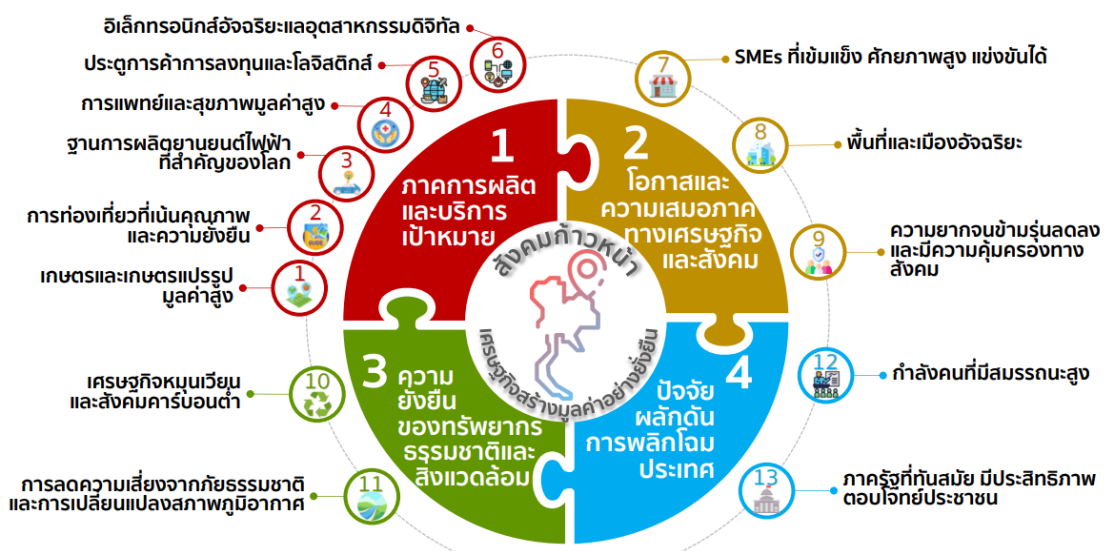 อิเล็กทรอนิกส์อัจฉริยะแลอุตสาหกรรมดิจิทัล
6
ประตูการค้าการลงทุนและโลจิสติกส์
5
การแพทย์และสุขภาพมูลค่าสูง
4
ฐานการผลิตยานยนต์ไฟฟ้า
ที่สำคัญของโลก
3
การท่องเที่ยวที่เน้นคุณภาพ
และความยั่งยืน
2
เกษตรและเกษตรแปรรูป
มูลค่าสูง
1
1
ภาคการผลิต
และบริการ
เป้าหมาย
2
โอกาสและ
ความเสมอภาค
ทางเศรษฐกิจ
และสังคม
7
SMEs ที่เข้มแข็ง ศักยภาพสูง แข่งขันได้
8
พื้นที่และเมืองอัจฉริยะ
9
ความยากจนข้ามรุ่นลดลง
และมีความคุ้มครองทาง
สังคม
สังคมก้าวหน้า
เศรษฐกิจสร้างมูลค่าอย่างยั่งยืน
3 ความ
ยั่งยืน
ของทรัพยากร
ธรรมชาติและ
สิ่งแวดล้อม
10
เศรษฐกิจหมุนเวียน
และสังคมคาร์บอนต่ำ
11
การลดความเสี่ยงจากภัยธรรมชาติ
และการเปลี่ยนแปลงสภาพภูมิอากาศ
4
ปัจจัย
ผลักดัน
การพลิกโฉม
ประเทศ
12
กำลังคนที่มีสมรรถนะสูง
13
ภาครัฐที่ทันสมัย มีประสิทธิภาพ
ตอบโจทย์ประชาชน